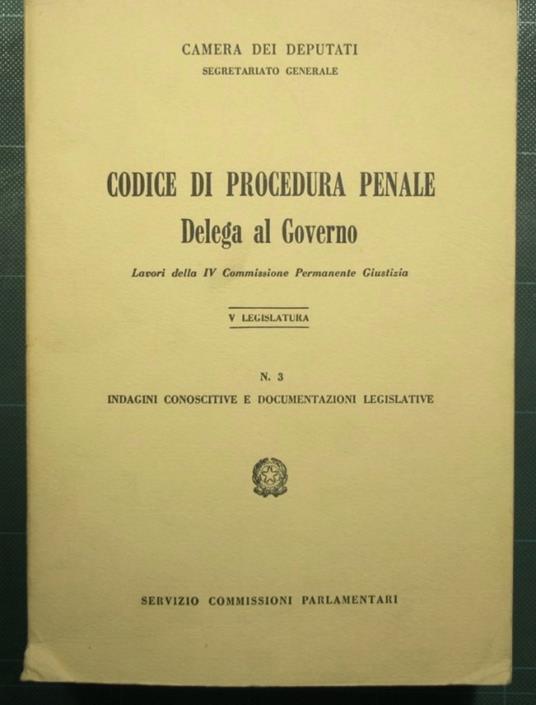 CAMERA DEI DEPUTATI
SEGRETARIATO GENERALE
CODICE DI PROCEDURA PENALE
Delega al Governo
Lavori della IV Commissione Permanente Giustizia
V LEGISLATURA
N. 3
INDAGINI CONOSCITIVE E DOCUMENTAZIONI LEGISLATIVE
SERVIZIO COMMISSIONI PARLAMENTARI